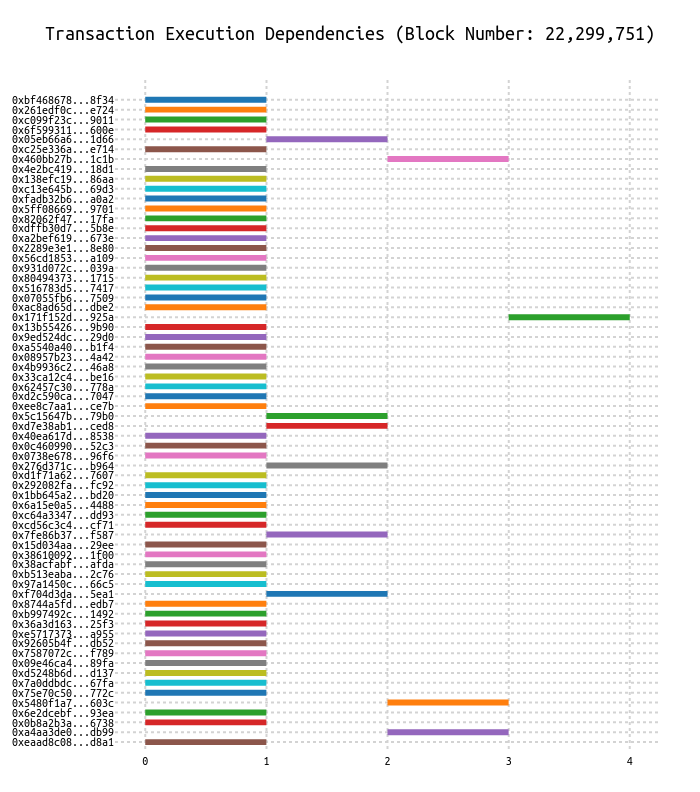 Transaction Execution Dependencies (Block Number: 22,299,751)
0xbf468678...8f34
0x261edf0c...e724
0xc099f23c...9011
0x6f599311...600e
0x05eb66a6...1d66
0xc25e336a...e714
0x460bb27b...1c1b
0x4e2bc419...18d1
0x138efc19...86aa
0xc13e645b...69d3
0xfadb32b6...a0a2
0x5ff08669...9701
0x82062f47...17fa
0xdffb30d7...5b8e
0xa2bef619...673e
0x2289e3e1...8e80
0x56cd1853...a109
0x931d072c...039a
0x80494373...1715
0x516783d5...7417
0x07055fb6...7509
0xac8ad65d...dbe2
0x171f152d...925a
0x13b55426...9b90
0x9ed524dc...29d0
0xa5540a40...b1f4
0x08957b23...4a42
0x4b9936c2...46a8
0x33ca12c4...be16
0x62457c30...778a
0xd2c590ca...7047
0xee8c7aa1...ce7b
0x5c15647b...79b0
0xd7e38ab1...ced8
0x40ea617d...8538
0x0c460990...52c3
0x0738e678...96f6
0x276d371c...b964
0xd1f71a62...7607
0x292082fa...fc92
0x1bb645a2...bd20
0x6a15e0a5...4488
0xc64a3347...dd93
0xcd56c3c4...cf71
0x7fe86b37...f587
0x15d034aa...29ee
0x38610092...1f00
0x38acfabf...afda
0xb513eaba...2c76
0x97a1450c...66c5
0xf704d3da...5ea1
0x8744a5fd...edb7
0xb997492c...1492
0x36a3d163...25f3
0xe5717373...a955
0x92605b4f...db52
0x7587072c...f789
0x09e46ca4...89fa
0xd5248b6d...d137
0x7a0ddbdc...67fa
0x75e70c50...772c
0x5480f1a7...603c
0x6e2dcebf...93ea
0x0b8a2b3a...6738
0xa4aa3de0...db99
0xeaad8c08...d8a1
0 1 2 3 4